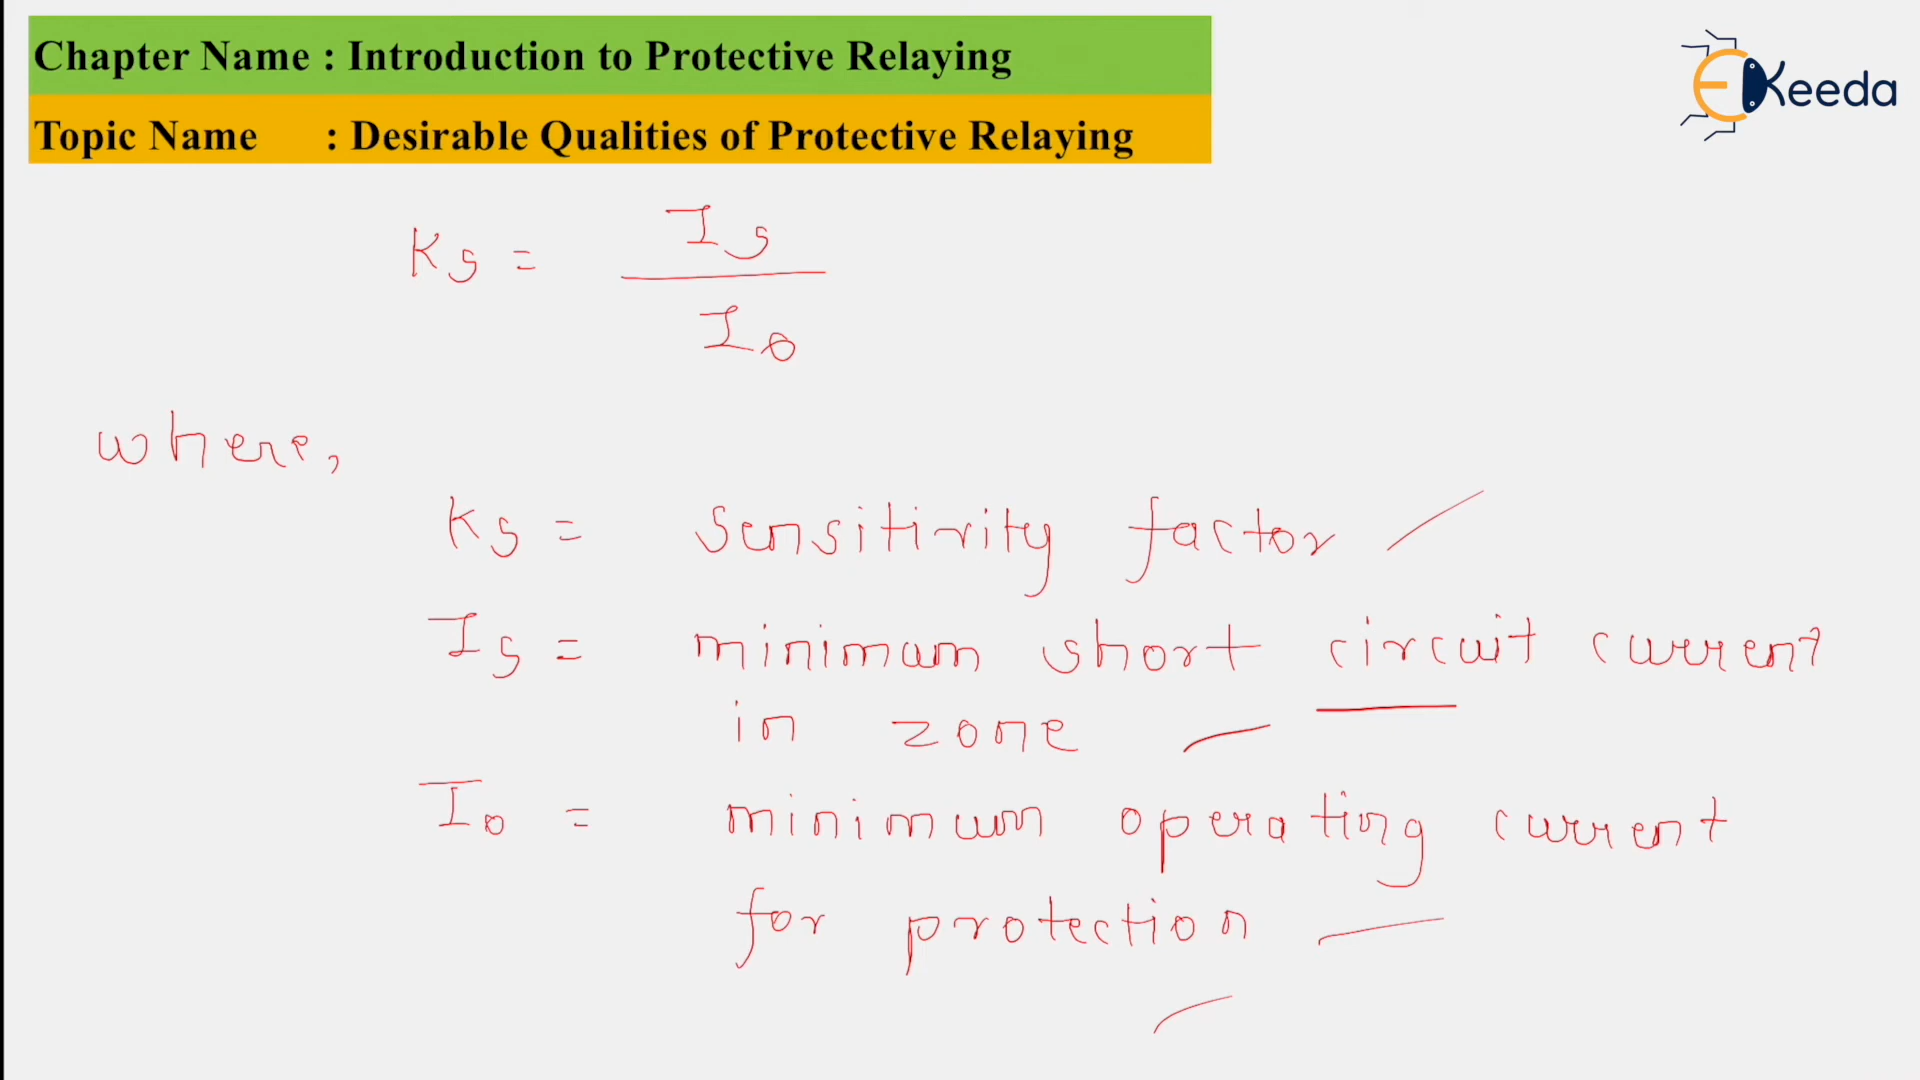 Chapter Name : Introduction to Protective Relaying
Topic Name : Desirable Qualities of Protective Relaying
EKeeda
Ks = Is
Io
where,
Ks = sensitivity factor
Is = minimum short circuit current
in zone
Io = minimum operating current
for protection